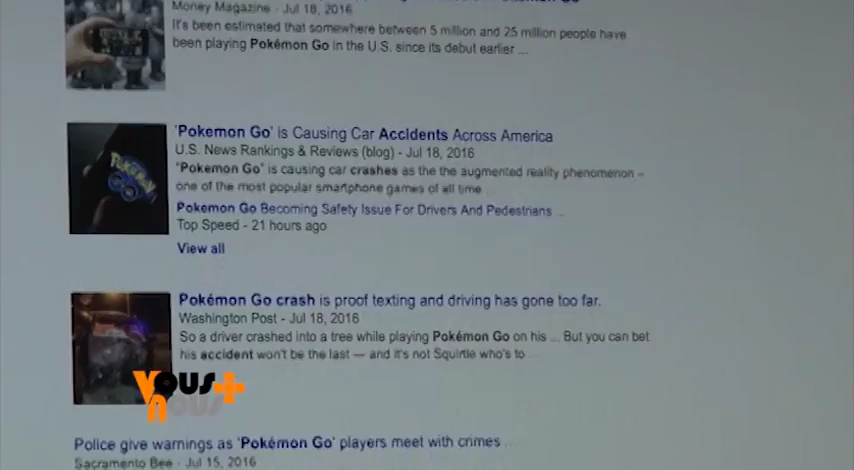 Money Magazine - Jul 18, 2016
It's been estimated that somewhere between 5 million and 25 million people have
been playing Pokémon Go in the U.S. since its debut earlier ...
'Pokemon Go' is Causing Car Accidents Across America
U.S. News Rankings & Reviews (blog) - Jul 18, 2016
"Pokemon Go" is causing car crashes as the the augmented reality phenomenon –
one of the most popular smartphone games of all time
Pokemon Go Becoming Safety Issue For Drivers And Pedestrians ...
Top Speed - 21 hours ago
View all
Pokémon Go crash is proof texting and driving has gone too far.
Washington Post - Jul 18, 2016
So a driver crashed into a tree while playing Pokémon Go on his ... But you can bet
his accident won't be the last — and it's not Squirtle who's to
Police give warnings as 'Pokémon Go' players meet with crimes ...
Sacramento Bee - Jul 15, 2016
POKEMON
GO
vous+
nous